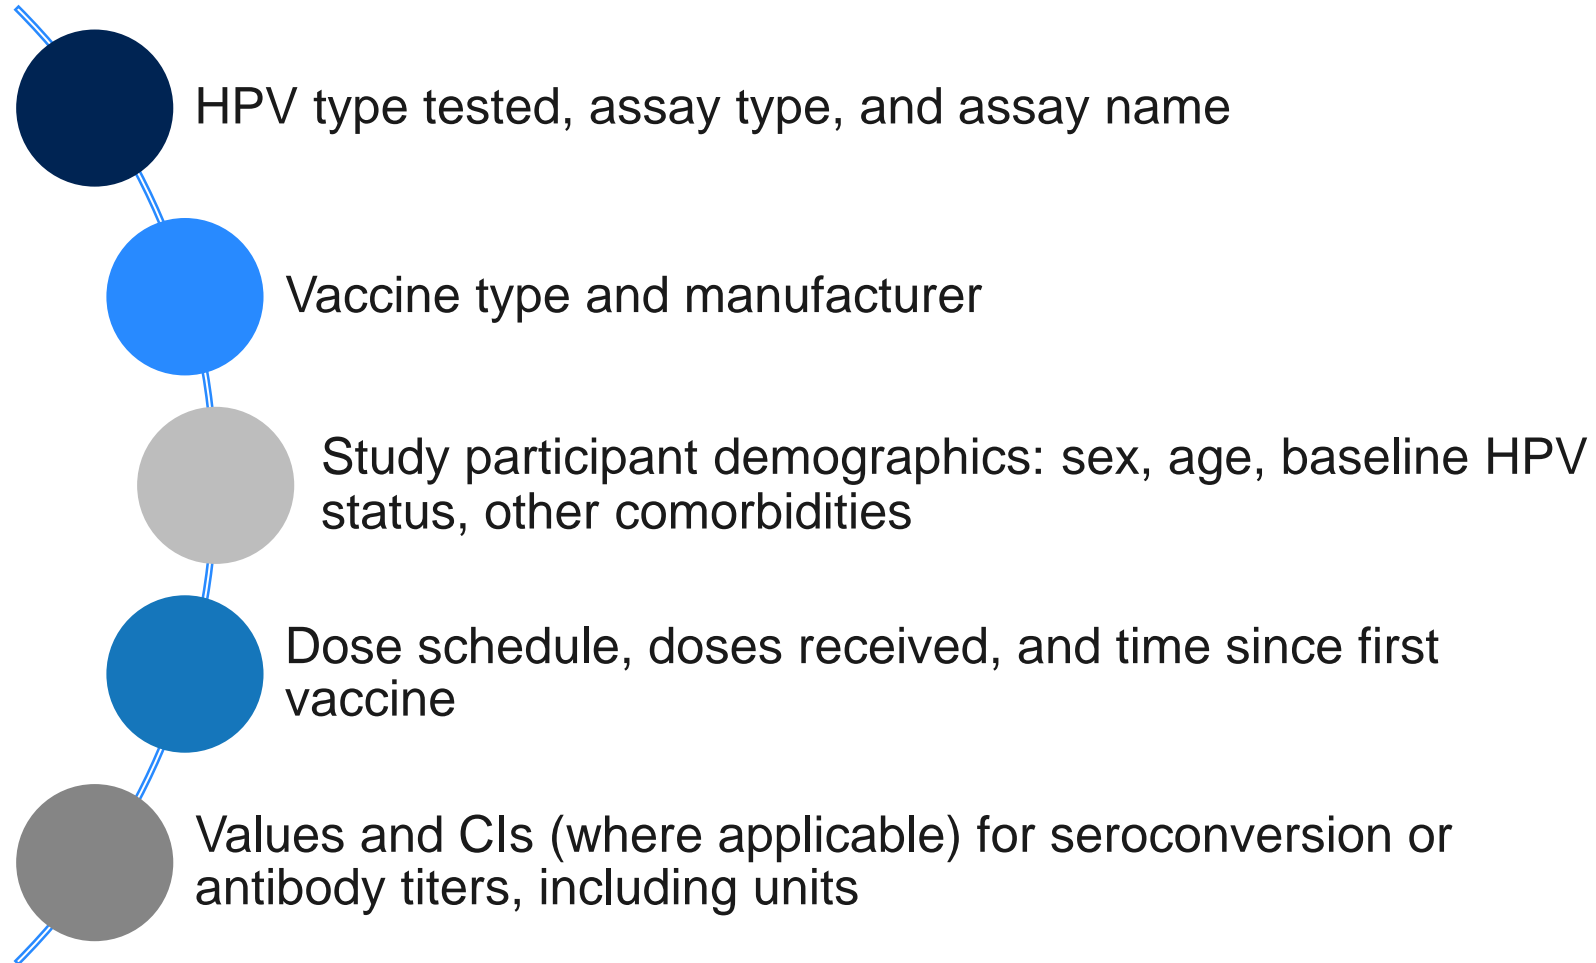 HPV type tested, assay type, and assay name
Vaccine type and manufacturer
Study participant demographics: sex, age, baseline HPV
status, other comorbidities
Dose schedule, doses received, and time since first
vaccine
Values and CIs (where applicable) for seroconversion or
antibody titers, including units